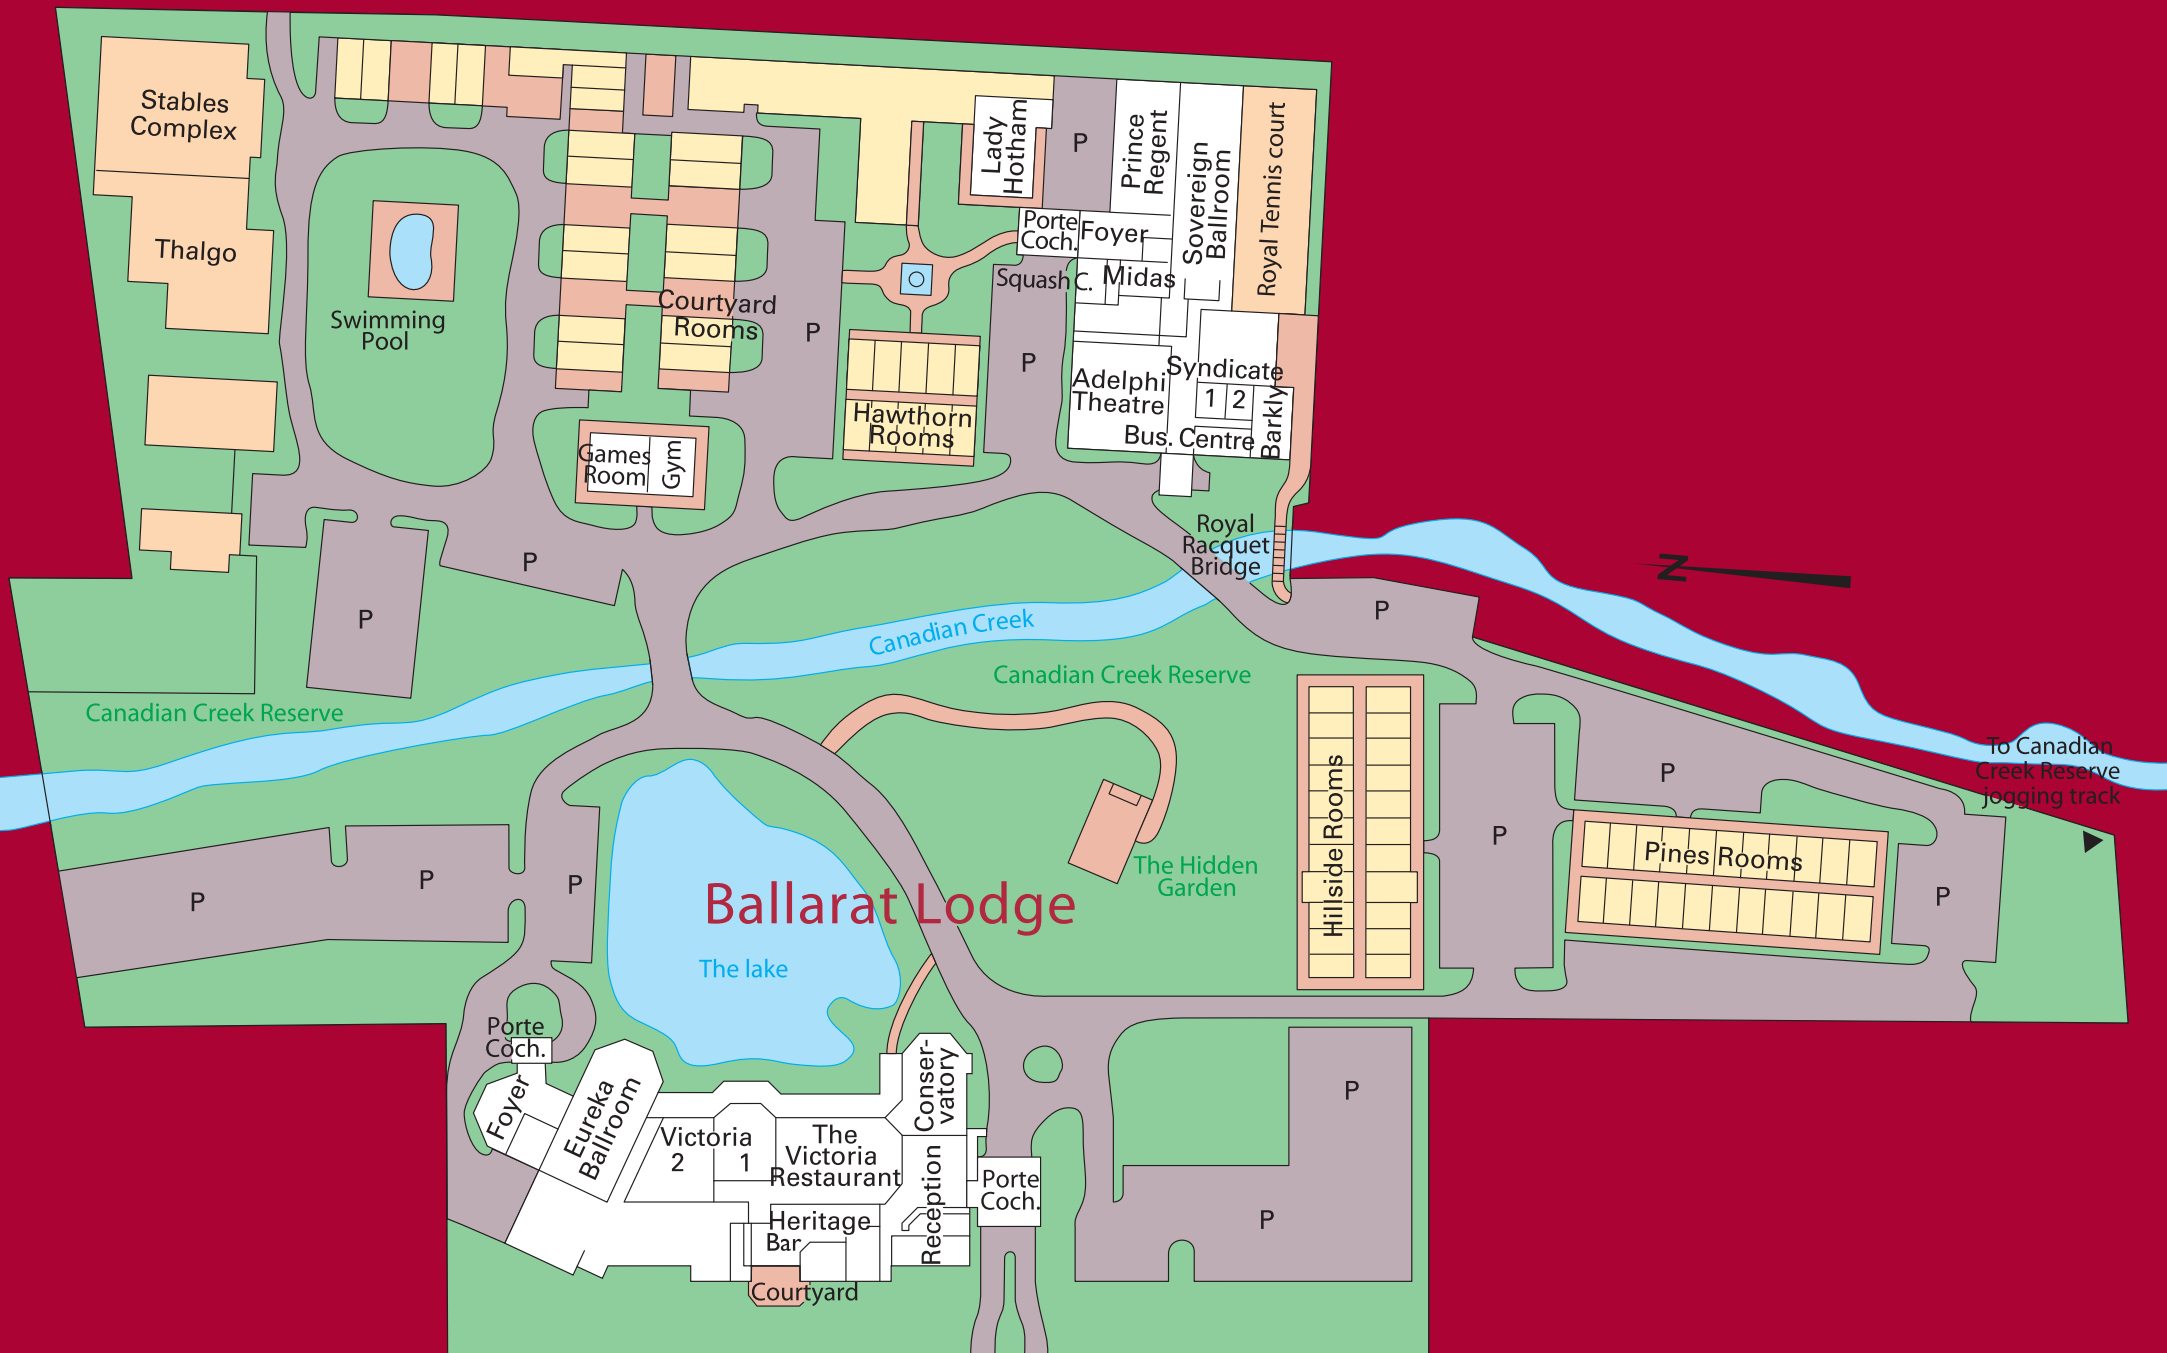 Stables
Complex
Thalgo
Swimming
Pool
Courtyard
Rooms
P
Games
Room
Gym
Hawthorn
Rooms
Lady
Hotham
P
Prince
Regent
Sovereign
Ballroom
Royal Tennis court
Porte
Coch.
Foyer
Squash C.
Midas
P
Adelphi
Theatre
Syndicate
1
2
Barkly
Bus. Centre
Royal
Racquet
Bridge
N
P
P
P
Canadian Creek
Canadian Creek Reserve
Canadian Creek Reserve
To Canadian
Creek Reserve
jogging track
P
P
Hillside Rooms
Pines Rooms
P
The Hidden
Garden
Ballarat Lodge
The lake
P
P
P
Porte
Coch.
Foyer
Eureka
Ballroom
Victoria
2
1
The
Victoria
Restaurant
Conser-
vatory
Reception
Porte
Coch.
Heritage
Bar
Courtyard
P
P